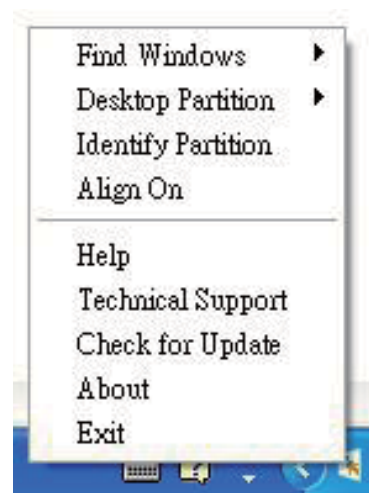 Find Windows
Desktop Partition
Identify Partition
Align On
Help
Technical Support
Check for Update
About
Exit